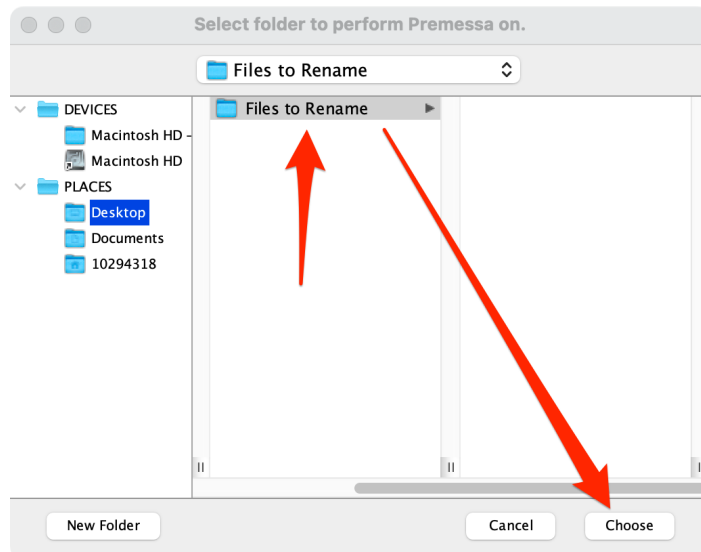 Select folder to perform Premessa on.
Files to Rename
DEVICES
Macintosh HD -
Macintosh HD
PLACES
Desktop
Documents
10294318
Files to Rename
New Folder
Cancel
Choose